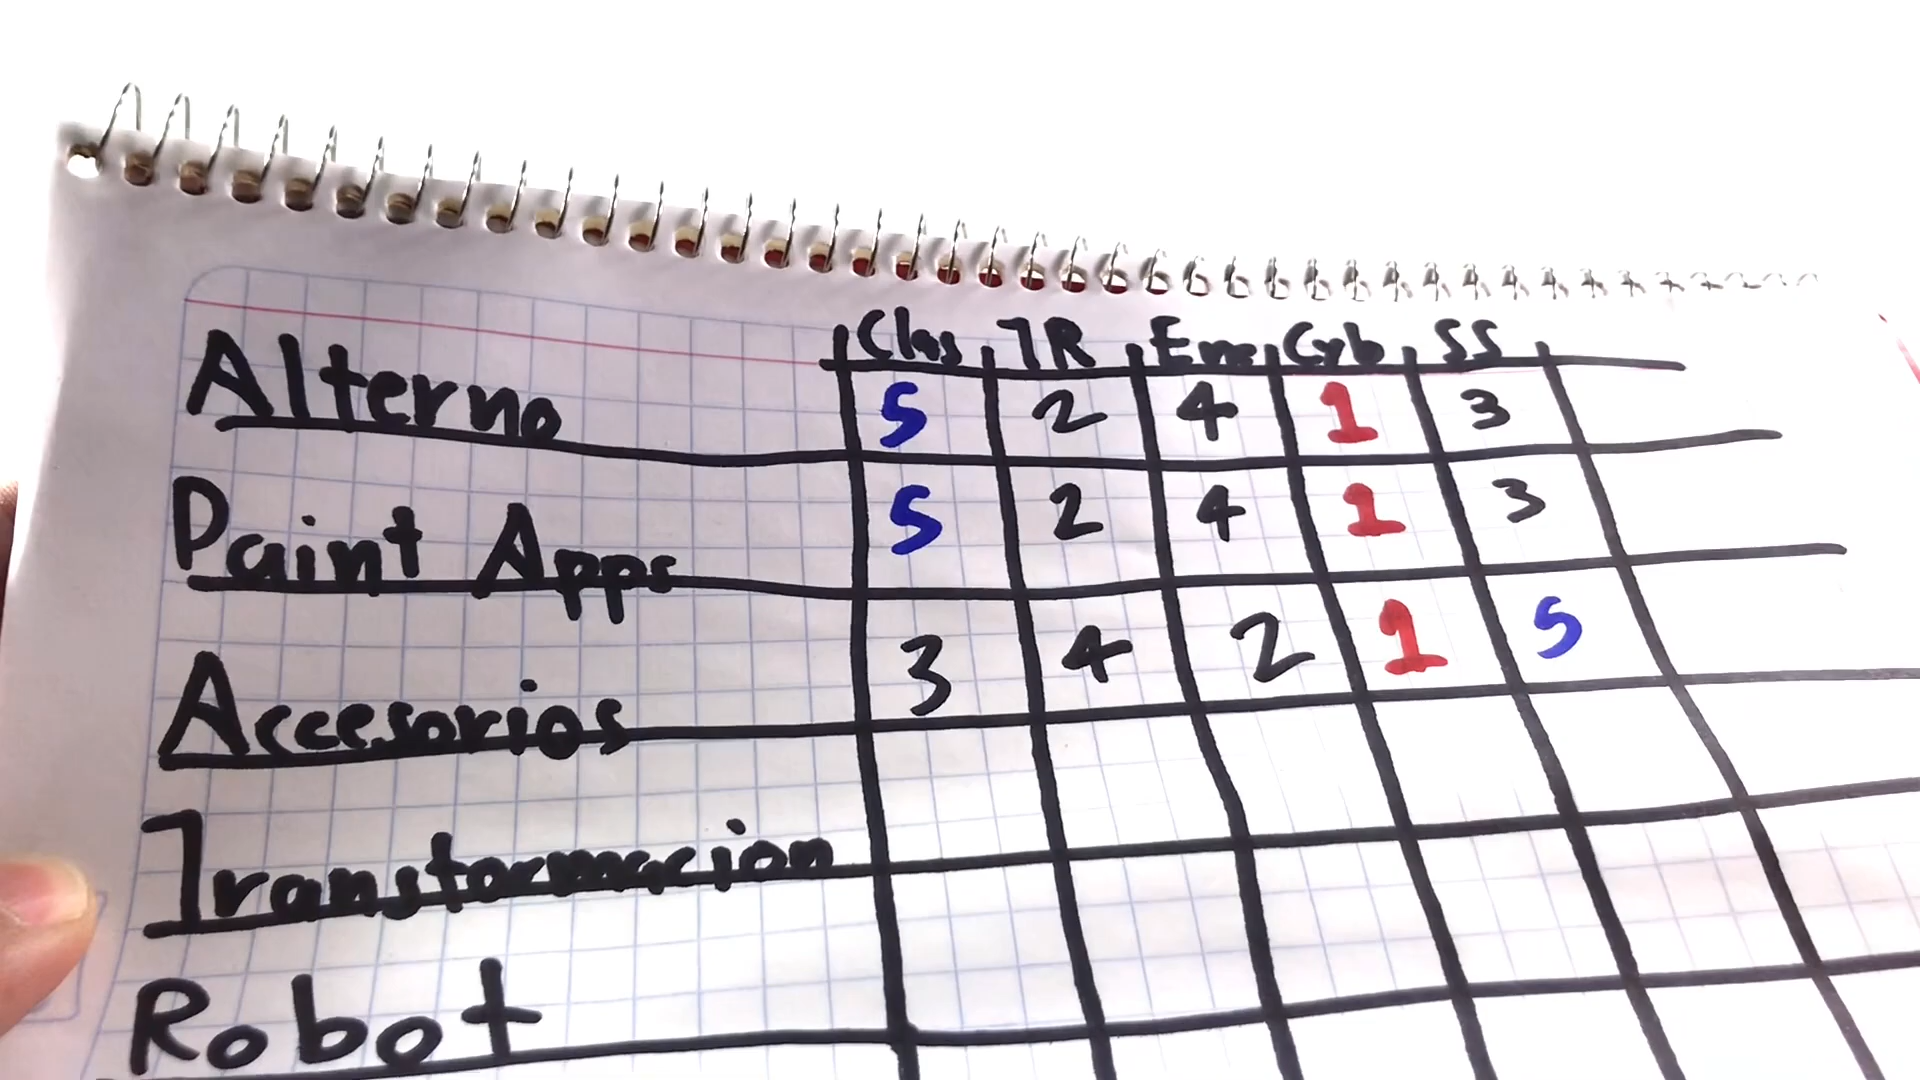 Clas TR Ene Cyb SS
Alterno 5 2 4 1 3
Paint Apps 5 2 4 1 3
Accesorios 3 4 2 1 5
Transformacion
Robot